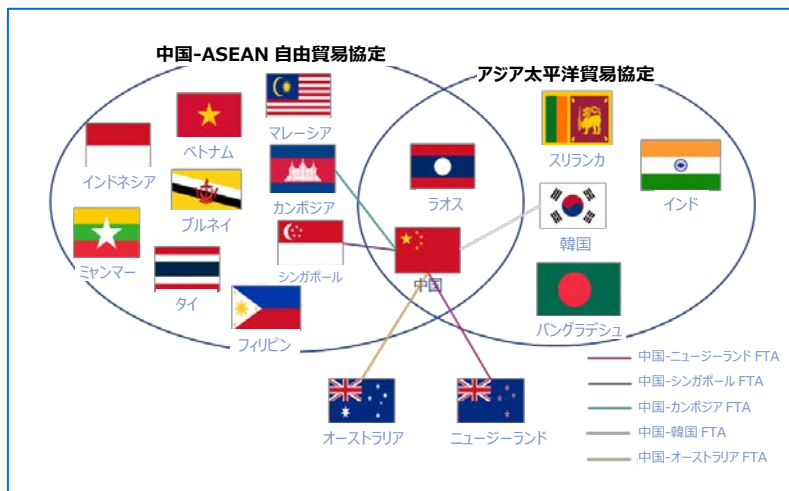 中国-ASEAN 自由貿易協定
アジア太平洋貿易協定
マレーシア
ベトナム
スリランカ
インドネシア
インド
カンボジア
ラオス
ブルネイ
韓国
ミャンマー
シンガポール
中国
タイ
フィリピン
バングラデシュ
中国-ニュージーランド FTA
中国-シンガポール FTA
中国-カンボジア FTA
中国-韓国 FTA
中国-オーストラリア FTA
オーストラリア
ニュージーランド